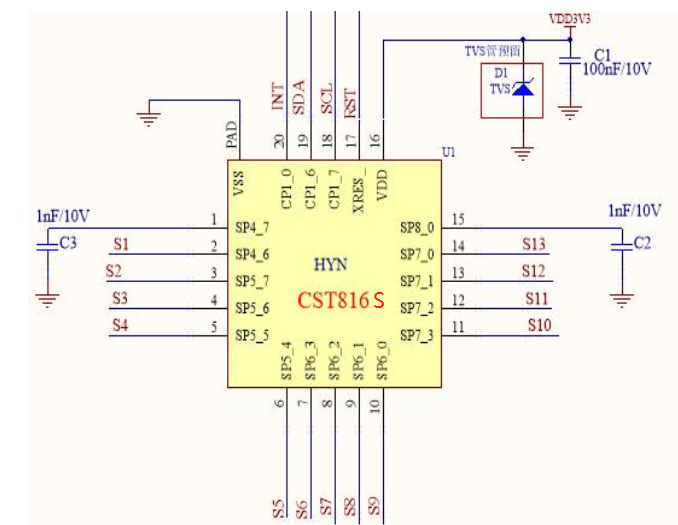 VDD3V3
TVS管预留
C1
100nF/10V
D1
TVS
INT
SDA
SCL
RST
PAD
20
19
18
17
16
U1
VSS
CP1_0
CP1_6
CP1_7
XRES_
VDD
1nF/10V
C3
1
SP4_7
S1
2
SP4_6
S2
3
SP5_7
S3
4
SP5_6
S4
5
SP5_5
HYN
CST816S
SP8_0
15
1nF/10V
C2
SP7_0
14
S13
SP7_1
13
S12
SP7_2
12
S11
SP7_3
11
S10
SP5_4
SP6_3
SP6_2
SP6_1
SP6_0
6
7
8
9
10
S5
S6
S7
S8
S9